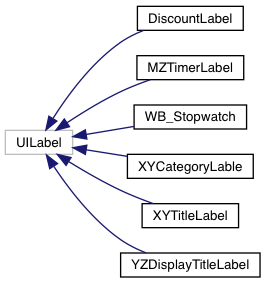 DiscountLabel
MZTimerLabel
WB_Stopwatch
UILabel
XYCategoryLable
XYTitleLabel
YZDisplayTitleLabel